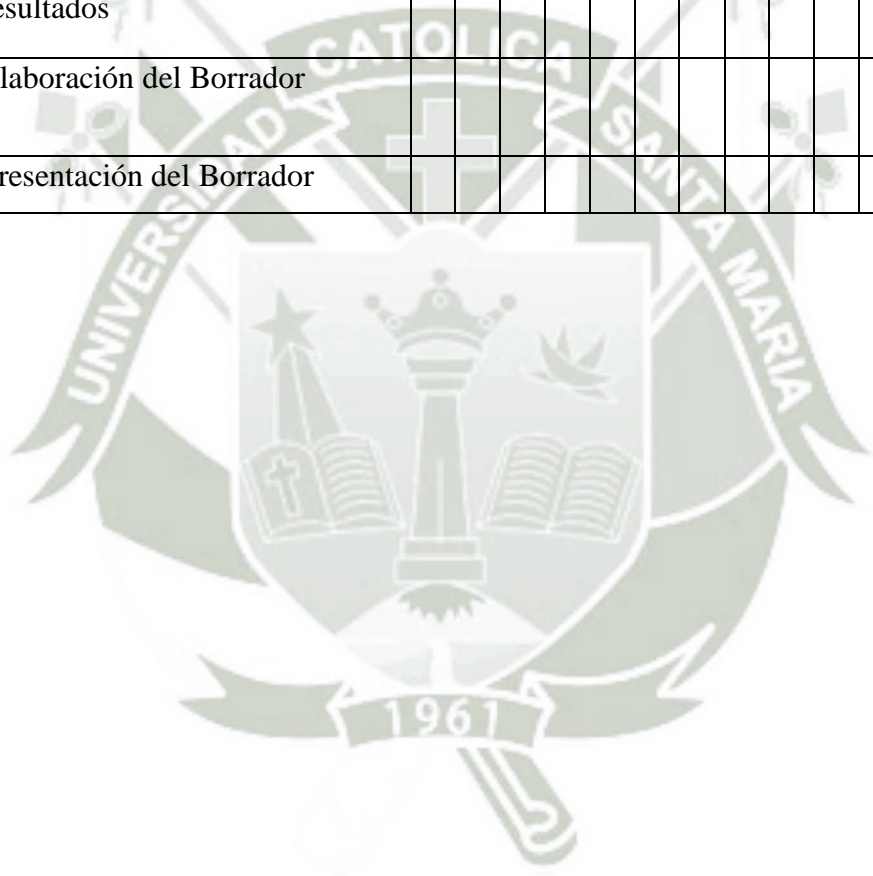 esultados
laboración del Borrador
resentación del Borrador
UNIVERSIDAD CATOLICA SANTA MARIA
1961